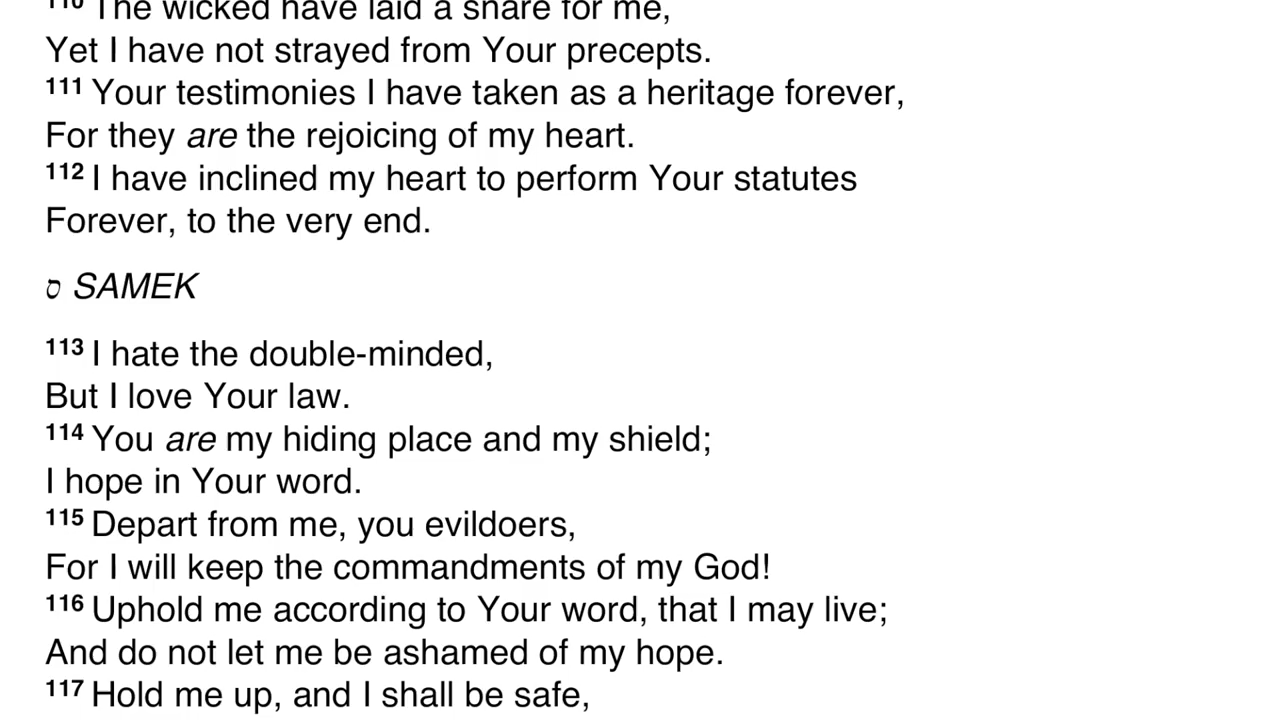 110 The wicked have laid a snare for me,
Yet I have not strayed from Your precepts.
111 Your testimonies I have taken as a heritage forever,
For they are the rejoicing of my heart.
112 I have inclined my heart to perform Your statutes
Forever, to the very end.
ס SAMEK
113 I hate the double-minded,
But I love Your law.
114 You are my hiding place and my shield;
I hope in Your word.
115 Depart from me, you evildoers,
For I will keep the commandments of my God!
116 Uphold me according to Your word, that I may live;
And do not let me be ashamed of my hope.
117 Hold me up, and I shall be safe,